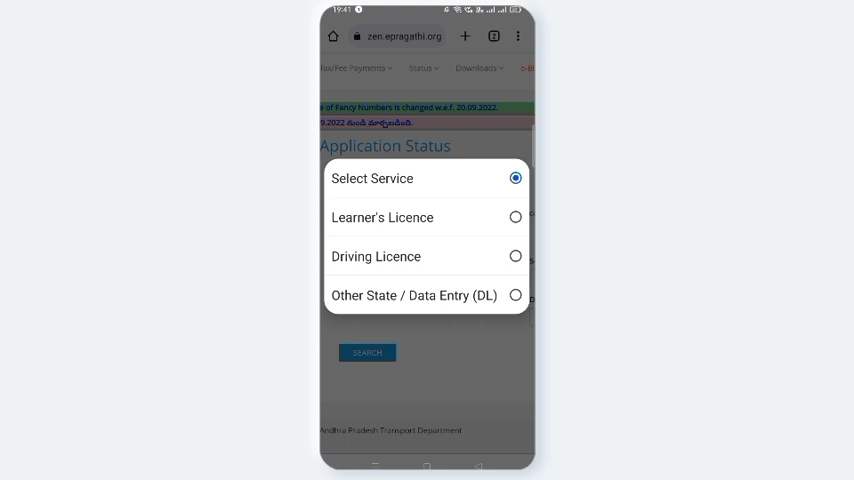 19:41
zen.epragathi.org
2
Tax/Fee Payments Status Downloads e-Bi
e of Fancy Numbers is changed w.e.f. 20.09.2022.
9.2022 నుండి మార్చబడింది.
Application Status
Select Service
Learner's Licence
Driving Licence
Other State / Data Entry (DL)
SEARCH
Andhra Pradesh Transport Department